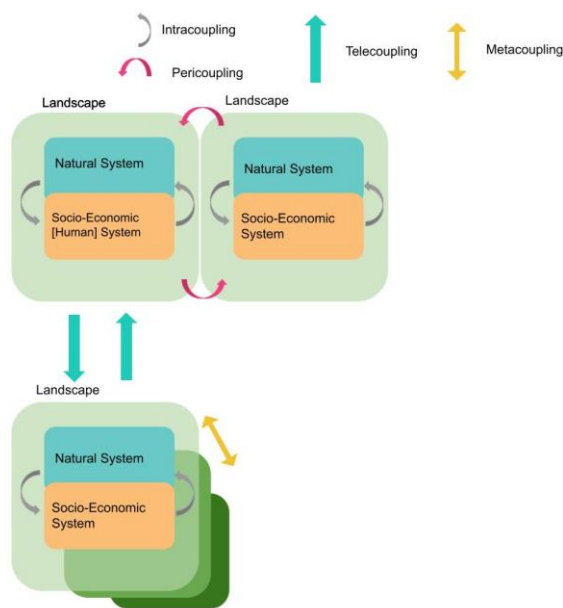 Intracoupling
Pericoupling
Telecoupling
Metacoupling
Landscape
Landscape
Natural System
Socio-Economic
[Human] System
Natural System
Socio-Economic
System
Landscape
Natural System
Socio-Economic
System